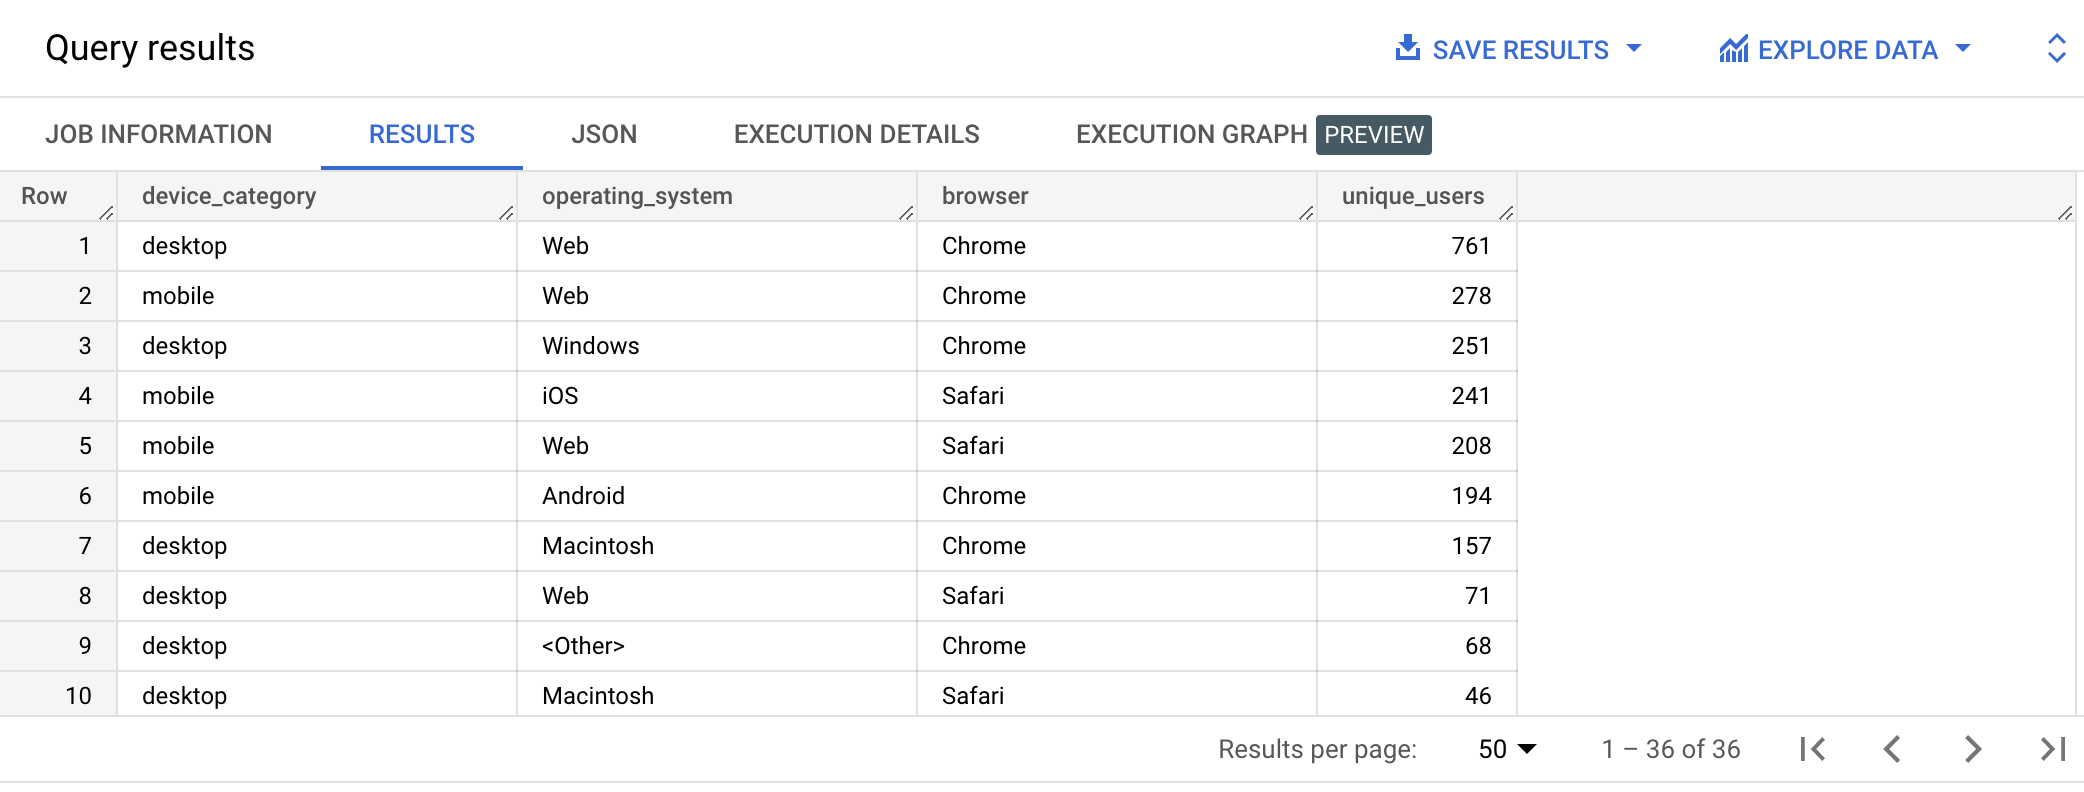 Query results
SAVE RESULTS
EXPLORE DATA
JOB INFORMATION RESULTS JSON EXECUTION DETAILS EXECUTION GRAPH PREVIEW
Row device_category operating_system browser unique_users
1 desktop Web Chrome 761
2 mobile Web Chrome 278
3 desktop Windows Chrome 251
4 mobile iOS Safari 241
5 mobile Web Safari 208
6 mobile Android Chrome 194
7 desktop Macintosh Chrome 157
8 desktop Web Safari 71
9 desktop <Other> Chrome 68
10 desktop Macintosh Safari 46
Results per page: 50 1 – 36 of 36